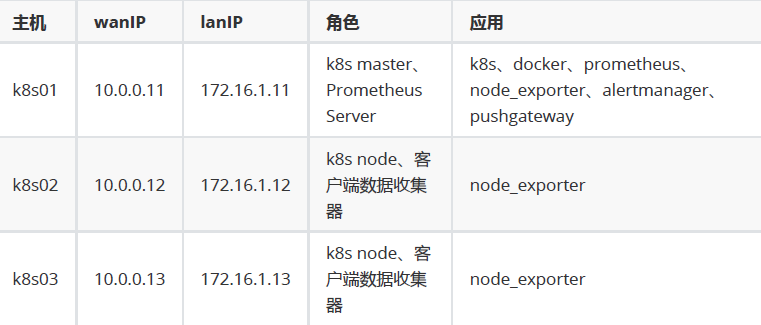 主机 wanIP lanIP 角色 应用
k8s01 10.0.0.11 172.16.1.11 k8s master、 Prometheus Server k8s、docker、prometheus、 node_exporter、alertmanager、 pushgateway
k8s02 10.0.0.12 172.16.1.12 k8s node、客户端数据收集器 node_exporter
k8s03 10.0.0.13 172.16.1.13 k8s node、客户端数据收集器 node_exporter